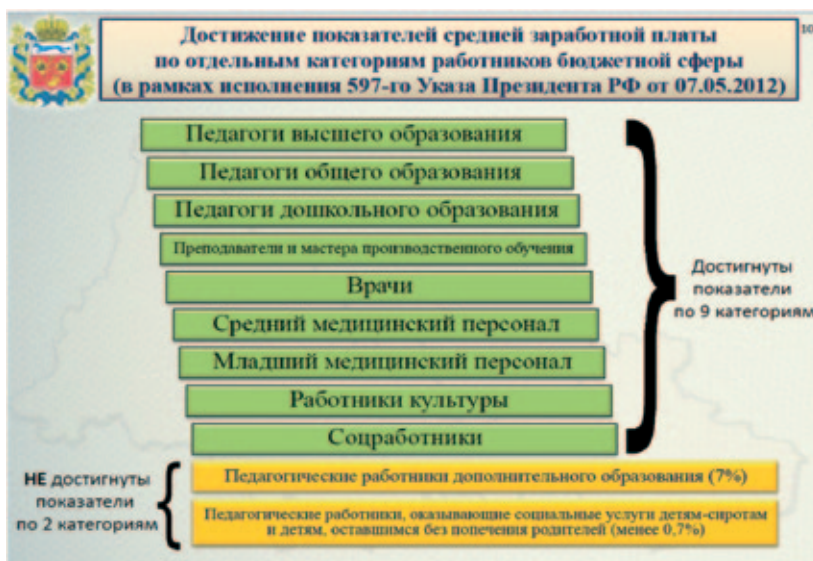 Достижение показателей средней заработной платы
по отдельным категориям работников бюджетной сферы
(в рамках исполнения 597-го Указа Президента РФ от 07.05.2012)
10
Педагоги высшего образования
Педагоги общего образования
Педагоги дошкольного образования
Преподаватели и мастера производственного обучения
Врачи
Средний медицинский персонал
Младший медицинский персонал
Работники культуры
Соцработники
Достигнуты
показатели
по 9 категориям
НЕ достигнуты
показатели
по 2 категориям
Педагогические работники дополнительного образования (7%)
Педагогические работники, оказывающие социальные услуги детям-сиротам
и детям, оставшимся без попечения родителей (менее 0,7%)